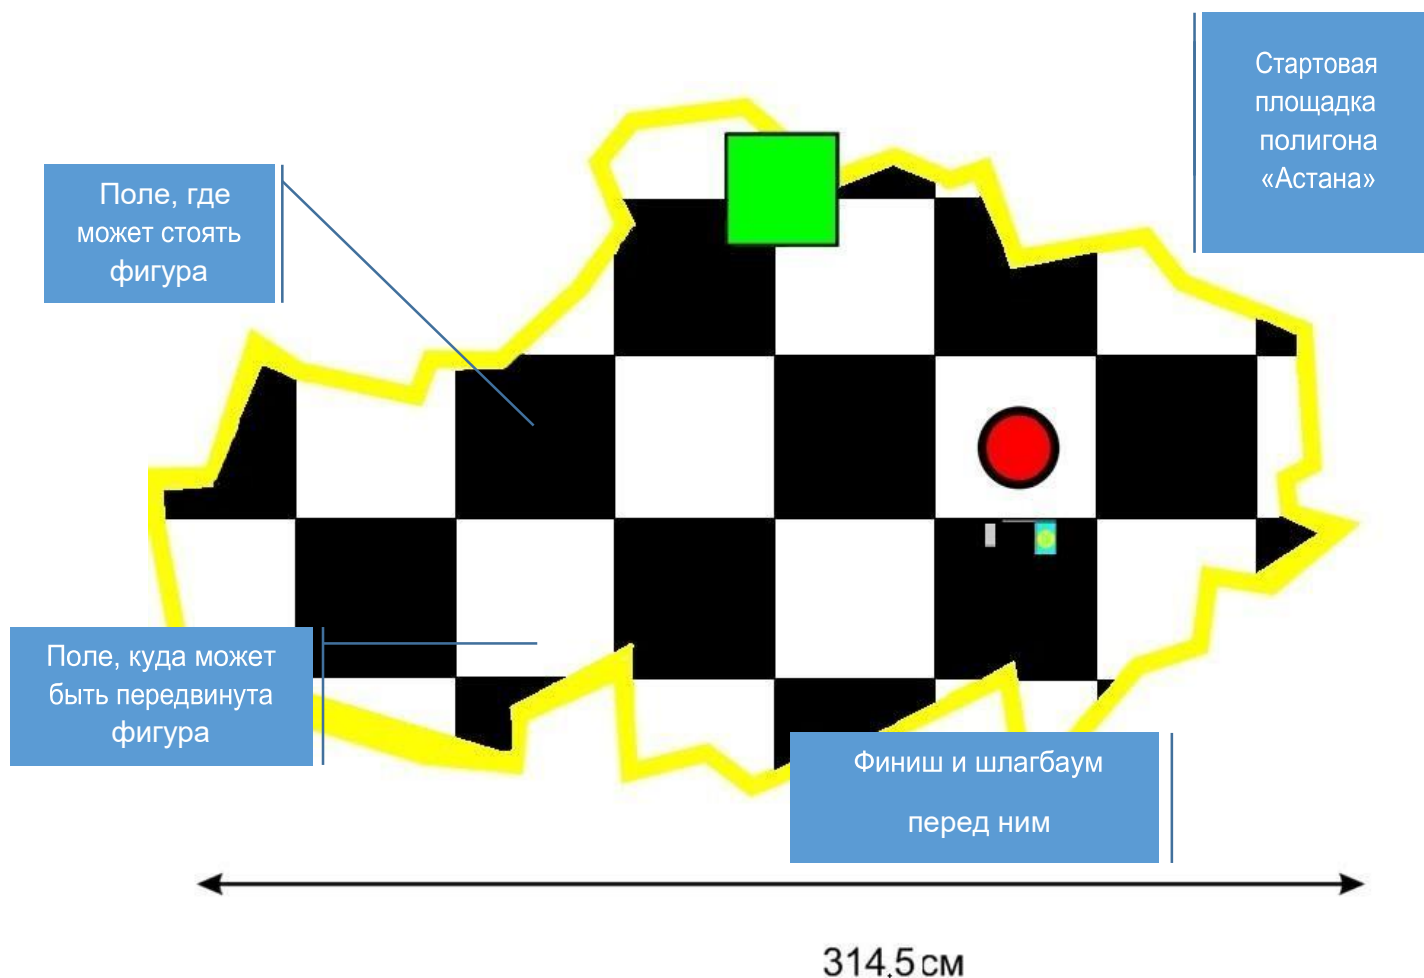 Стартовая
площадка
полигона
«Астана»
Поле, где
может стоять
фигура
Поле, куда может
быть передвинута
фигура
Финиш и шлагбаум
перед ним
314.5 см